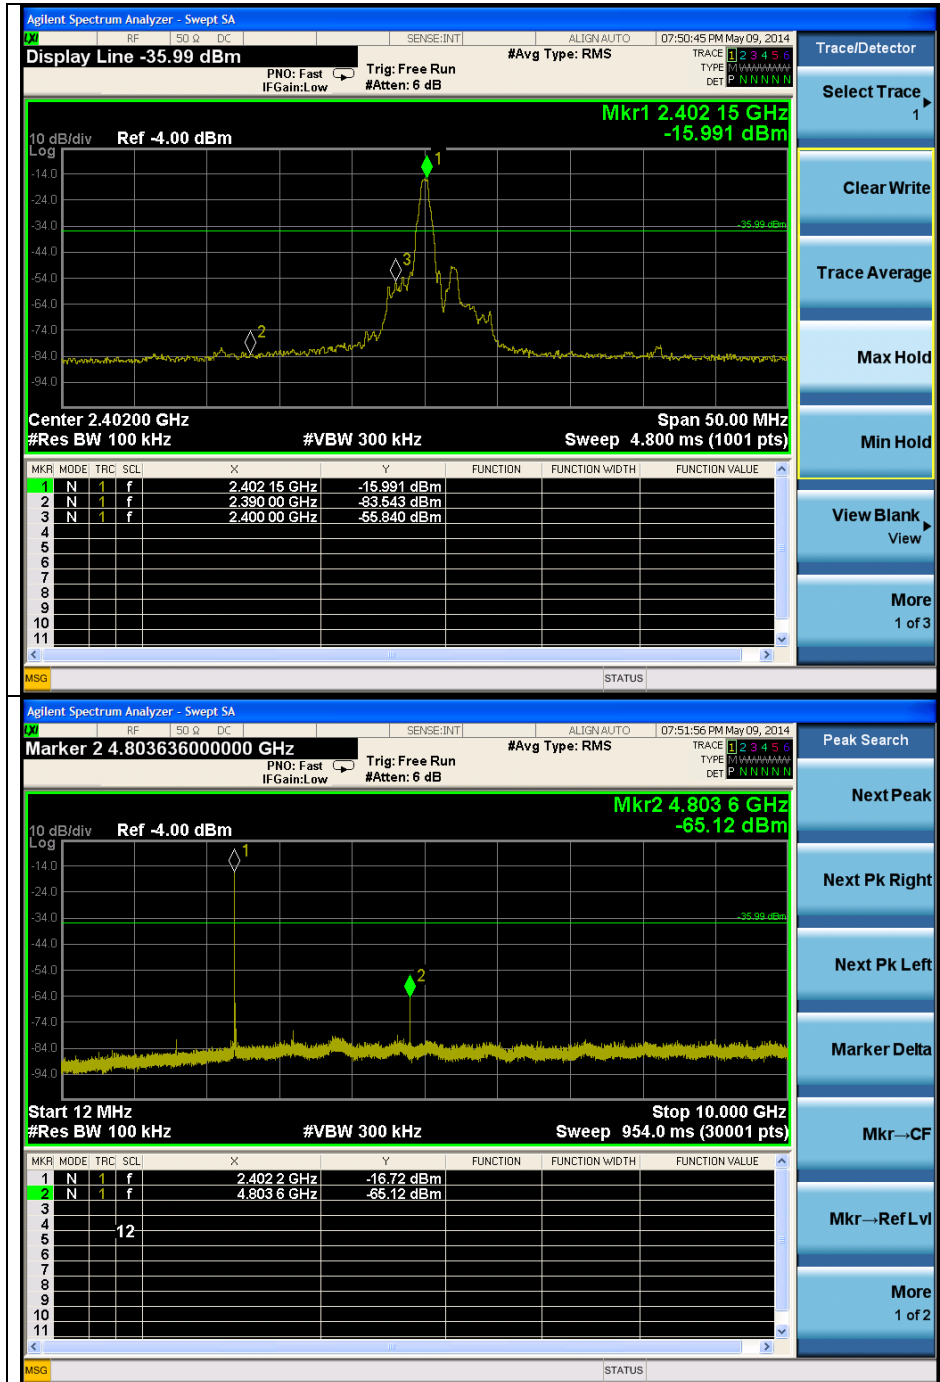 Agilent Spectrum Analyzer - Swept SA
LXI RF 50 Ω DC SENSE:INT ALIGN AUTO 07:50:45 PM May 09, 2014
Display Line -35.99 dBm
#Avg Type: RMS
TRACE 1 2 3 4 5 6
PNO: Fast Trig: Free Run
TYPE M WWWWW
IFGain:Low #Atten: 6 dB
DET P N N N N N
Mkr1 2.402 15 GHz
-15.991 dBm
10 dB/div Ref -4.00 dBm
Log
1
-14.0
-24.0
-34.0
-35.99 dBm
-44.0
3
-54.0
-64.0
-74.0
2
-84.0
-94.0
Center 2.40200 GHz Span 50.00 MHz
#Res BW 100 kHz #VBW 300 kHz Sweep 4.800 ms (1001 pts)
MKR MODE TRC SCL X Y FUNCTION FUNCTION WIDTH FUNCTION VALUE
1 N 1 f 2.402 15 GHz -15.991 dBm
2 N 1 f 2.390 00 GHz -83.543 dBm
3 N 1 f 2.400 00 GHz -55.840 dBm
4
5
6
7
8
9
10
11
MSG STATUS
Trace/Detector
Select Trace
1
Clear Write
Trace Average
Max Hold
Min Hold
View Blank
View
More
1 of 3
Agilent Spectrum Analyzer - Swept SA
LXI RF 50 Ω DC SENSE:INT ALIGN AUTO 07:51:56 PM May 09, 2014
Marker 2 4.803636000000 GHz
#Avg Type: RMS
TRACE 1 2 3 4 5 6
PNO: Fast Trig: Free Run
TYPE M WWWWW
IFGain:Low #Atten: 6 dB
DET P N N N N N
Mkr2 4.803 6 GHz
-65.12 dBm
10 dB/div Ref -4.00 dBm
Log
1
-14.0
-24.0
-34.0
-35.99 dBm
-44.0
-54.0
2
-64.0
-74.0
-84.0
-94.0
Start 12 MHz Stop 10.000 GHz
#Res BW 100 kHz #VBW 300 kHz Sweep 954.0 ms (30001 pts)
MKR MODE TRC SCL X Y FUNCTION FUNCTION WIDTH FUNCTION VALUE
1 N 1 f 2.402 2 GHz -16.72 dBm
2 N 1 f 4.803 6 GHz -65.12 dBm
3
4
12
5
6
7
8
9
10
11
MSG STATUS
Peak Search
Next Peak
Next Pk Right
Next Pk Left
Marker Delta
Mkr→CF
Mkr→Ref Lvl
More
1 of 2